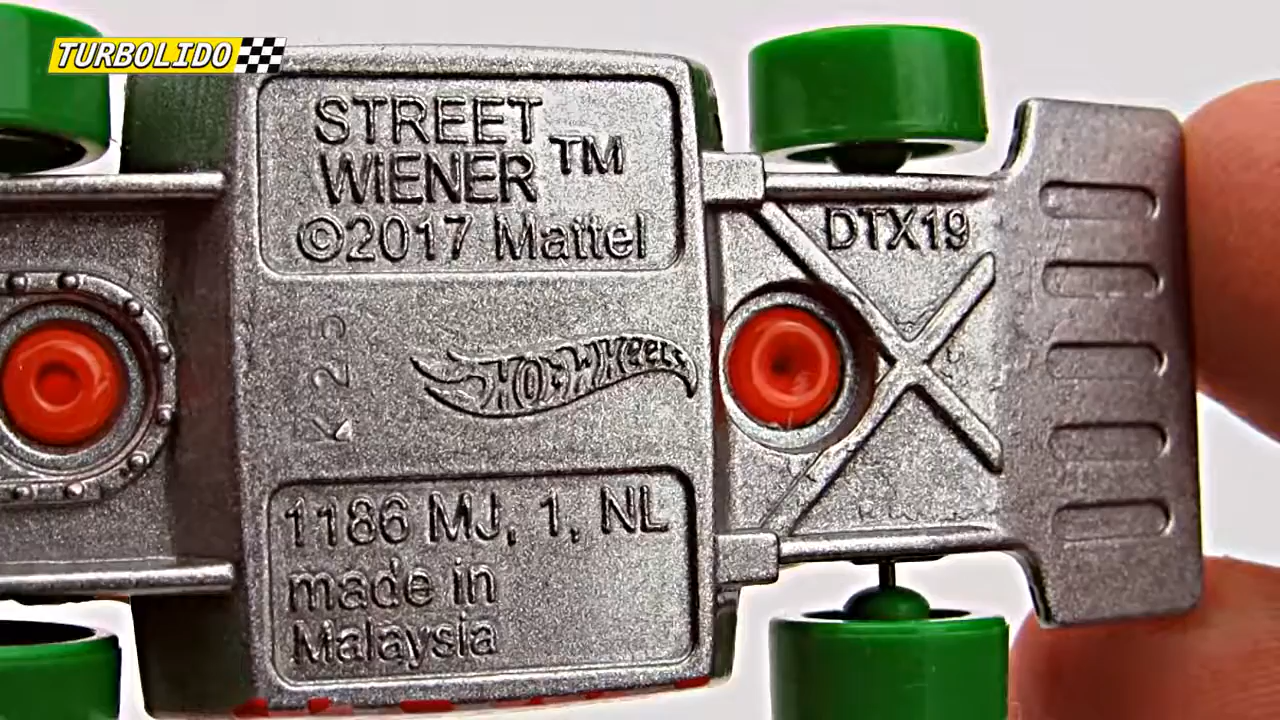 TURBOLIDO
STREET
WIENER ™
©2017 Mattel
DTX19
K25
Hot Wheels
1186 MJ, 1, NL
made in
Malaysia